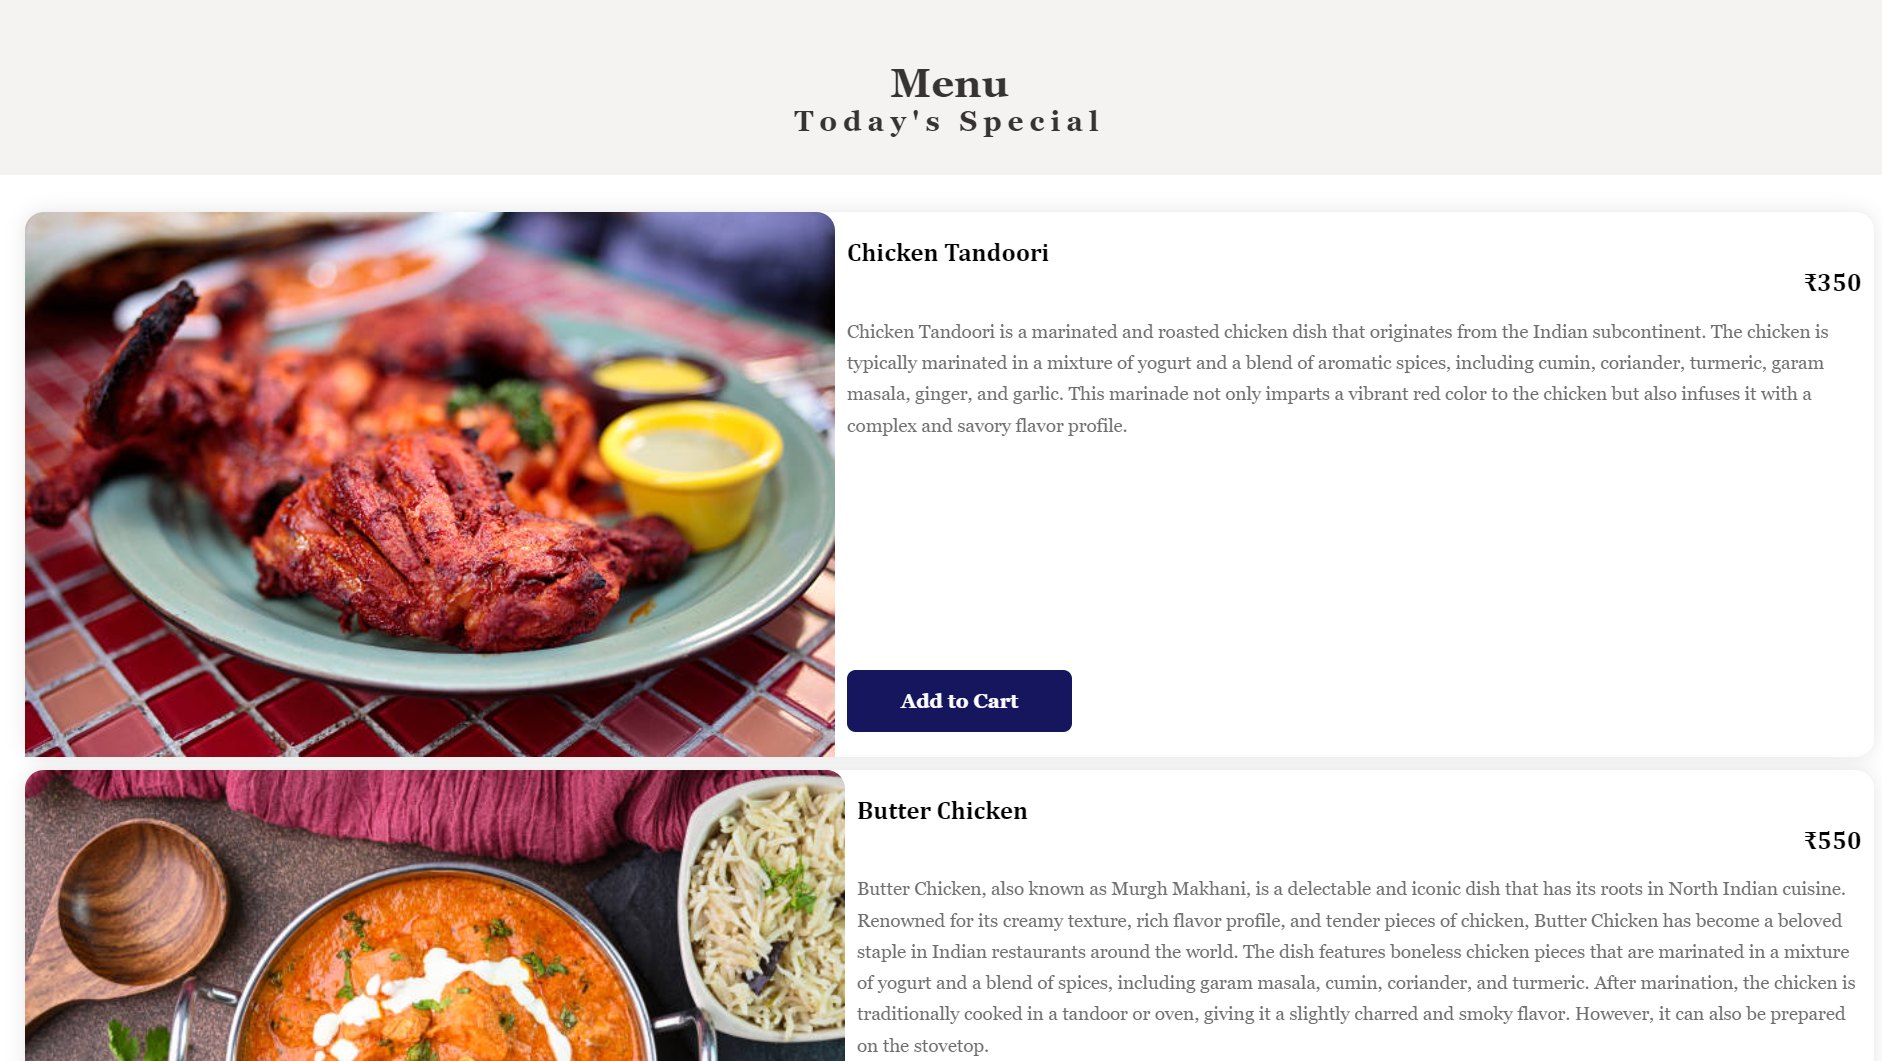 Menu
Today's Special
Chicken Tandoori
₹350
Chicken Tandoori is a marinated and roasted chicken dish that originates from the Indian subcontinent. The chicken is
typically marinated in a mixture of yogurt and a blend of aromatic spices, including cumin, coriander, turmeric, garam
masala, ginger, and garlic. This marinade not only imparts a vibrant red color to the chicken but also infuses it with a
complex and savory flavor profile.
Add to Cart
Butter Chicken
₹550
Butter Chicken, also known as Murgh Makhani, is a delectable and iconic dish that has its roots in North Indian cuisine.
Renowned for its creamy texture, rich flavor profile, and tender pieces of chicken, Butter Chicken has become a beloved
staple in Indian restaurants around the world. The dish features boneless chicken pieces that are marinated in a mixture
of yogurt and a blend of spices, including garam masala, cumin, coriander, and turmeric. After marination, the chicken is
traditionally cooked in a tandoor or oven, giving it a slightly charred and smoky flavor. However, it can also be prepared
on the stovetop.